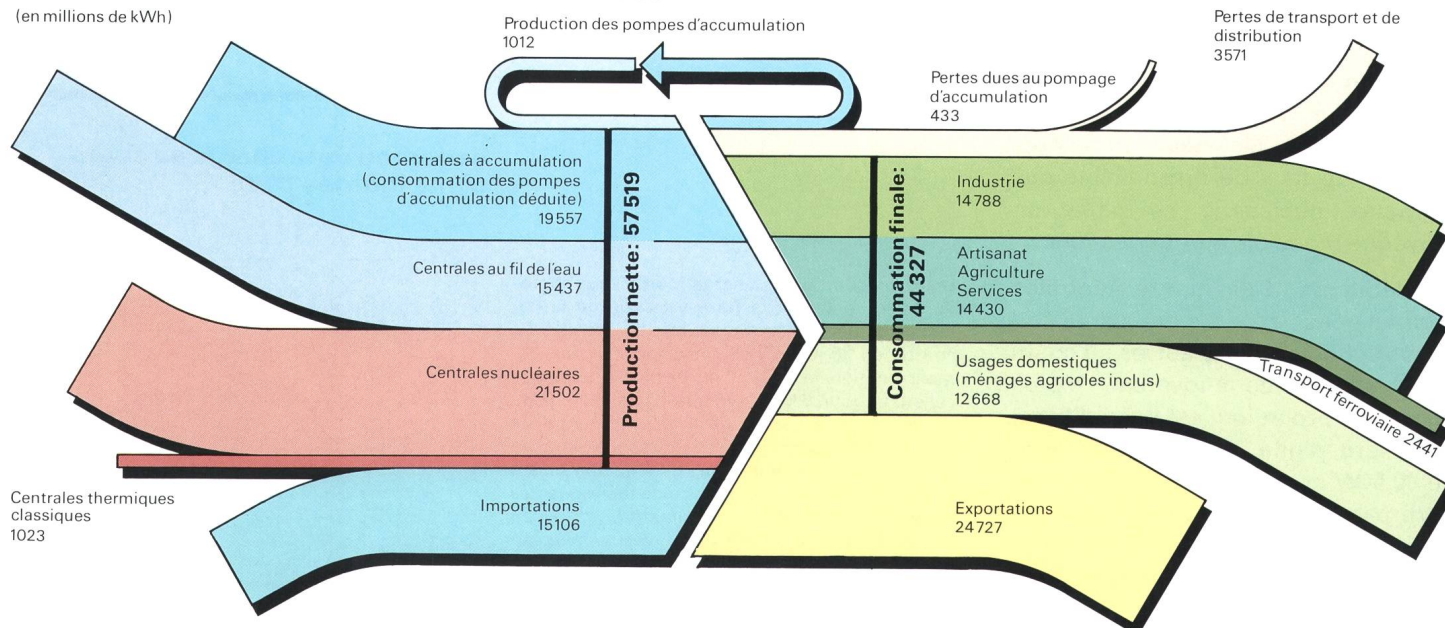 (en millions de kWh)
Production des pompes d'accumulation
1012
Pertes de transport et de
distribution
3571
Pertes dues au pompage
d'accumulation
433
Centrales à accumulation
(consommation des pompes
d'accumulation déduite)
19557
Centrales au fil de l'eau
15437
Centrales nucléaires
21502
Centrales thermiques
classiques
1023
Importations
15106
Production nette: 57519
Consommation finale:
44327
Industrie
14788
Artisanat
Agriculture
Services
14430
Usages domestiques
(ménages agricoles inclus)
12668
Transport ferroviaire 2441
Exportations
24727